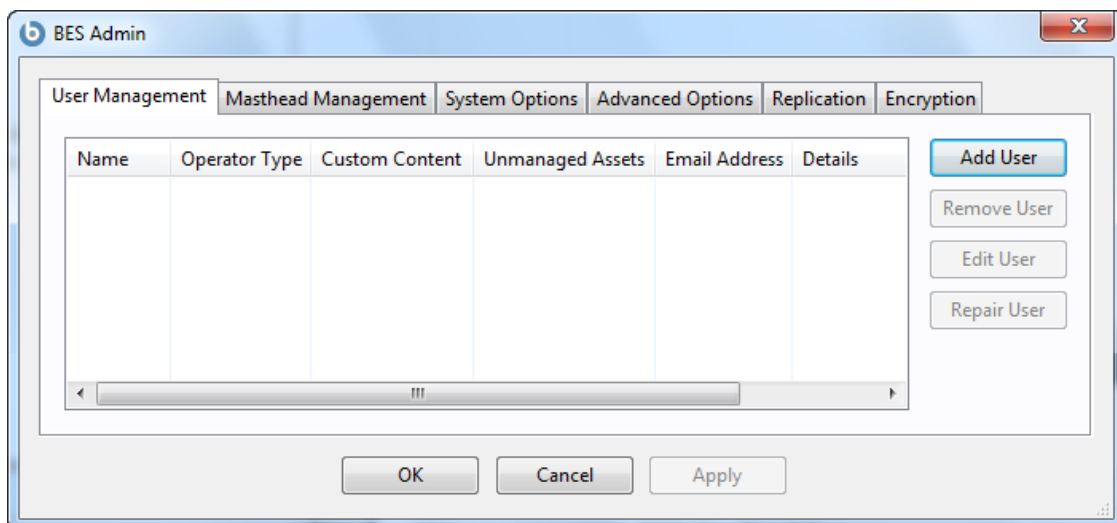 BES Admin
User Management Masthead Management System Options Advanced Options Replication Encryption
Name Operator Type Custom Content Unmanaged Assets Email Address Details
Add User
Remove User
Edit User
Repair User
OK Cancel Apply